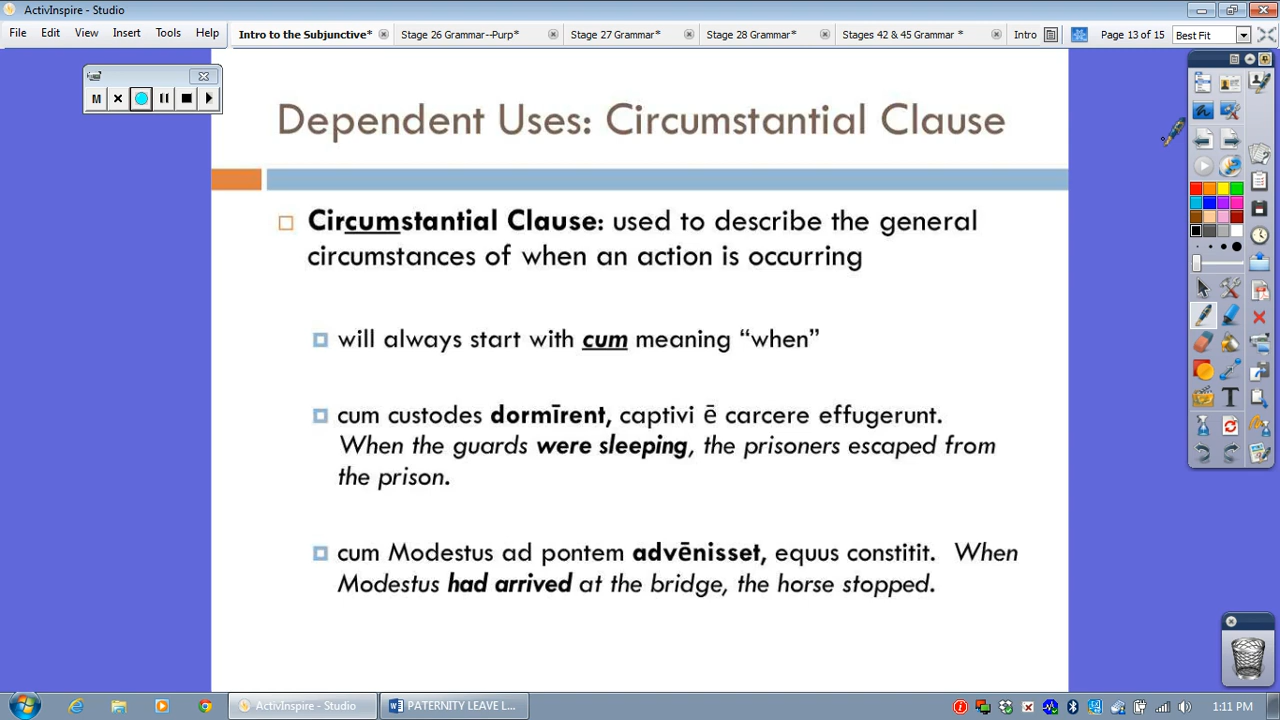 ActivInspire - Studio
File Edit View Insert Tools Help
Intro to the Subjunctive* Stage 26 Grammar--Purp* Stage 27 Grammar* Stage 28 Grammar* Stages 42 & 45 Grammar * Intro Page 13 of 15 Best Fit
M
Dependent Uses: Circumstantial Clause
Circumstantial Clause: used to describe the general
circumstances of when an action is occurring
will always start with cum meaning “when”
cum custodes dormīrent, captivi ē carcere effugerunt.
When the guards were sleeping, the prisoners escaped from
the prison.
cum Modestus ad pontem advēnisset, equus constitit. When
Modestus had arrived at the bridge, the horse stopped.
ActivInspire - Studio PATERNITY LEAVE L... 1:11 PM